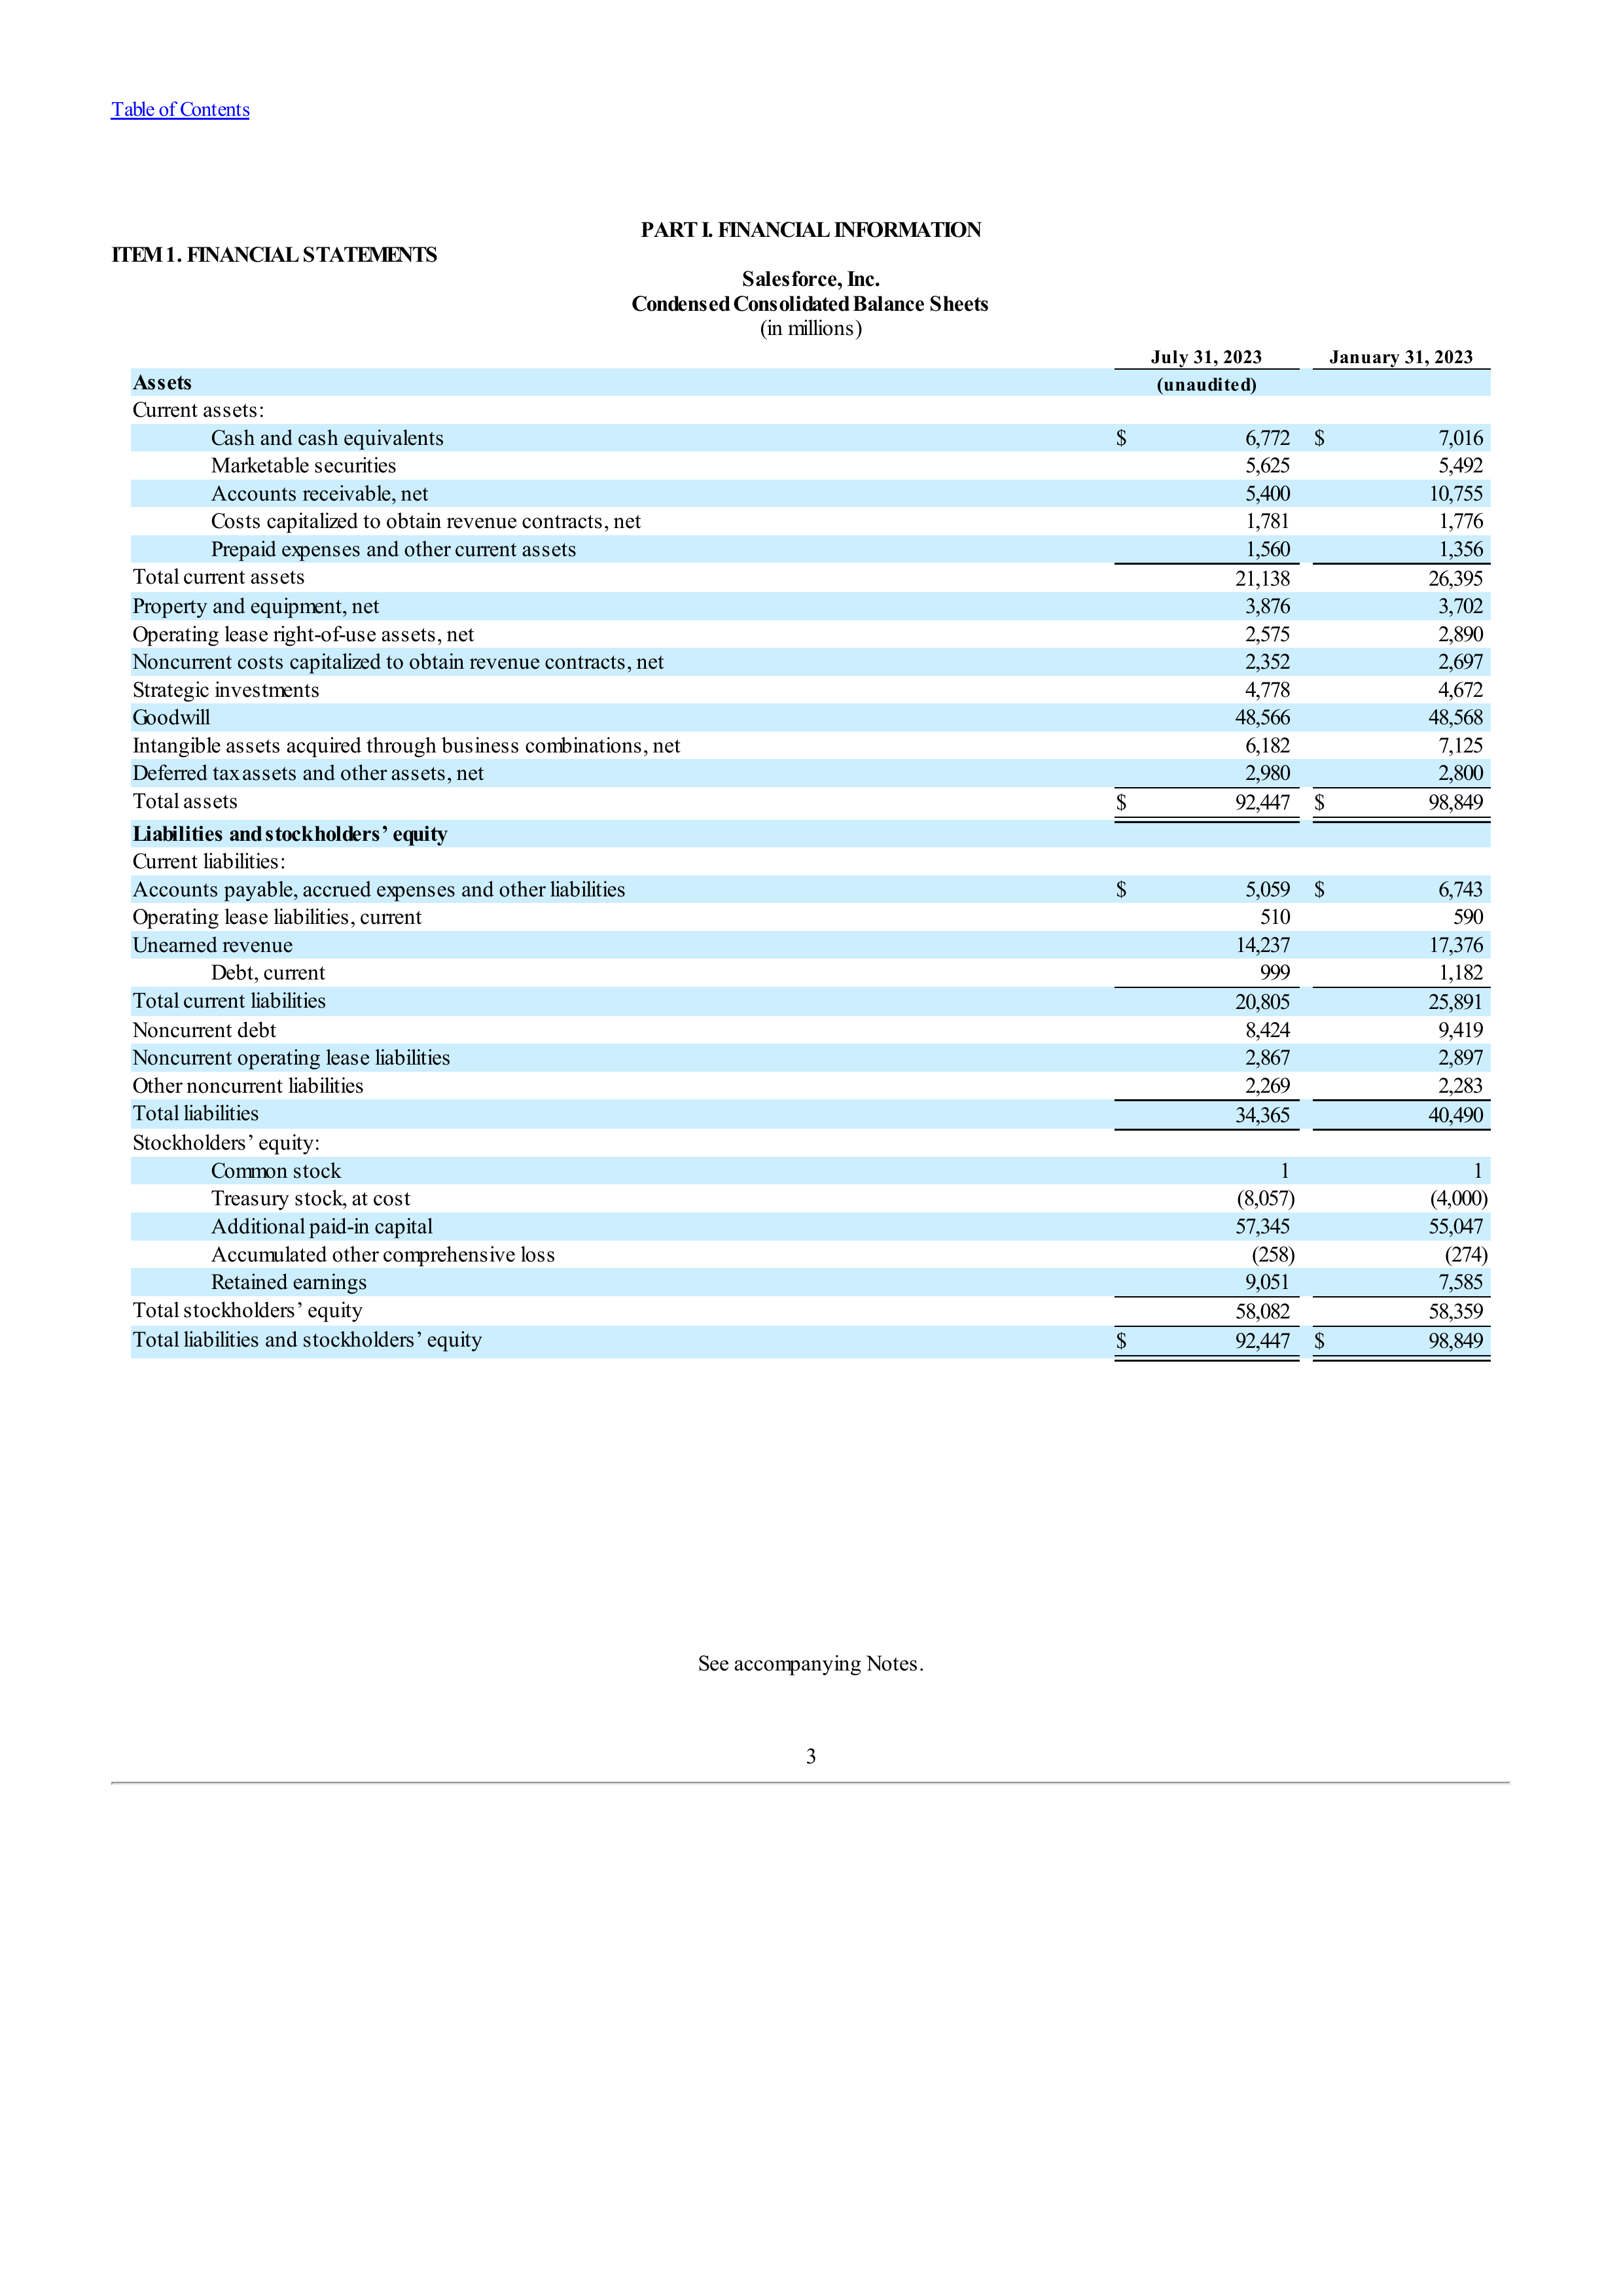 Table of Contents
PART I. FINANCIAL INFORMATION
ITEM 1. FINANCIAL STATEMENTS
Salesforce, Inc.
Condensed Consolidated Balance Sheets
(in millions)
July 31, 2023 January 31, 2023
Assets (unaudited)
Current assets:
Cash and cash equivalents $ 6,772 $ 7,016
Marketable securities 5,625 5,492
Accounts receivable, net 5,400 10,755
Costs capitalized to obtain revenue contracts, net 1,781 1,776
Prepaid expenses and other current assets 1,560 1,356
Total current assets 21,138 26,395
Property and equipment, net 3,876 3,702
Operating lease right-of-use assets, net 2,575 2,890
Noncurrent costs capitalized to obtain revenue contracts, net 2,352 2,697
Strategic investments 4,778 4,672
Goodwill 48,566 48,568
Intangible assets acquired through business combinations, net 6,182 7,125
Deferred tax assets and other assets, net 2,980 2,800
Total assets $ 92,447 $ 98,849
Liabilities and stockholders’ equity
Current liabilities:
Accounts payable, accrued expenses and other liabilities $ 5,059 $ 6,743
Operating lease liabilities, current 510 590
Unearned revenue 14,237 17,376
Debt, current 999 1,182
Total current liabilities 20,805 25,891
Noncurrent debt 8,424 9,419
Noncurrent operating lease liabilities 2,867 2,897
Other noncurrent liabilities 2,269 2,283
Total liabilities 34,365 40,490
Stockholders’ equity:
Common stock 1 1
Treasury stock, at cost (8,057) (4,000)
Additional paid-in capital 57,345 55,047
Accumulated other comprehensive loss (258) (274)
Retained earnings 9,051 7,585
Total stockholders’ equity 58,082 58,359
Total liabilities and stockholders’ equity $ 92,447 $ 98,849
See accompanying Notes.
3